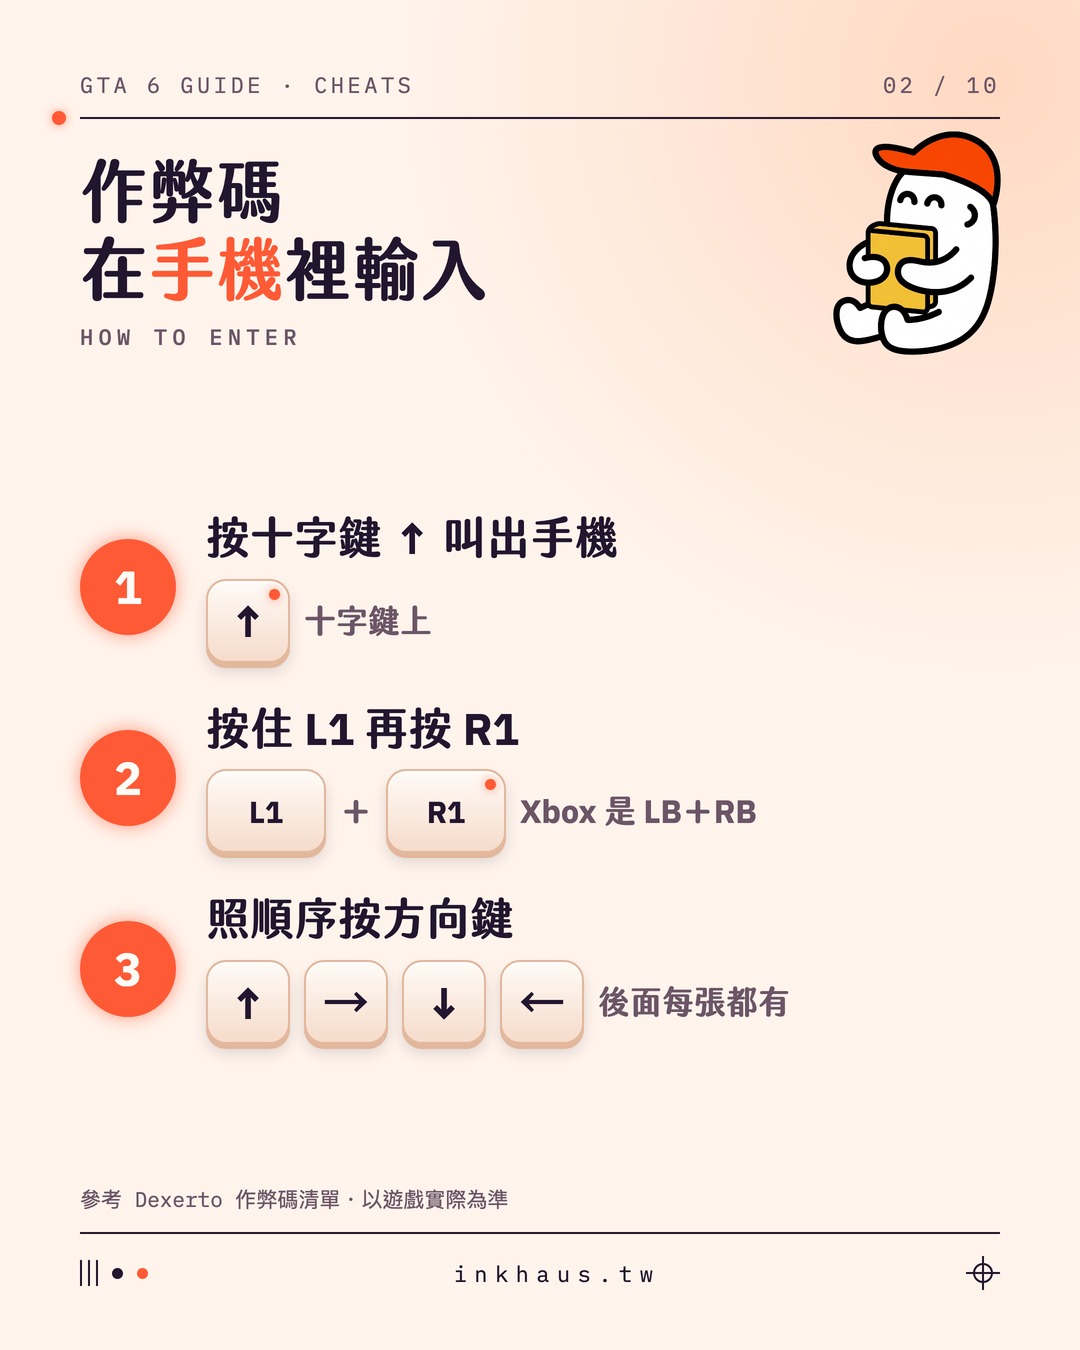 GTA 6 GUIDE · CHEATS
02 / 10
作弊碼
在手機裡輸入
HOW TO ENTER
1
按十字鍵 ↑ 叫出手機
↑ 十字鍵上
2
按住 L1 再按 R1
L1 + R1 Xbox 是 LB+RB
3
照順序按方向鍵
↑ → ↓ ← 後面每張都有
參考 Dexerto 作弊碼清單・以遊戲實際為準
inkhaus.tw